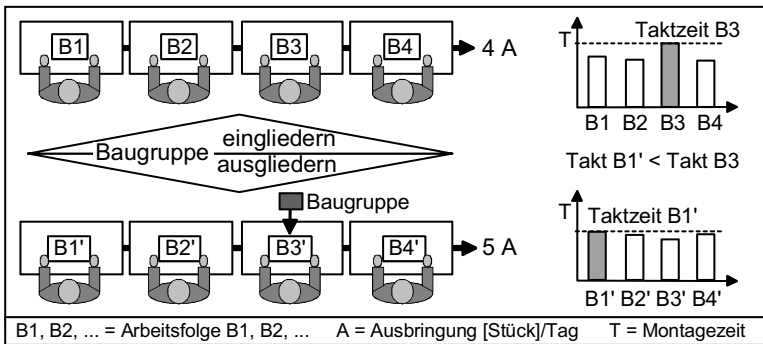 B1 B2 B3 B4 4 A
T Taktzeit B3
B1 B2 B3 B4
Baugruppe eingliedern
ausgliedern
Takt B1' < Takt B3
Baugruppe
B1' B2' B3' B4' 5 A
T Taktzeit B1'
B1' B2' B3' B4'
B1, B2, ... = Arbeitsfolge B1, B2, ... A = Ausbringung [Stück]/Tag T = Montagezeit